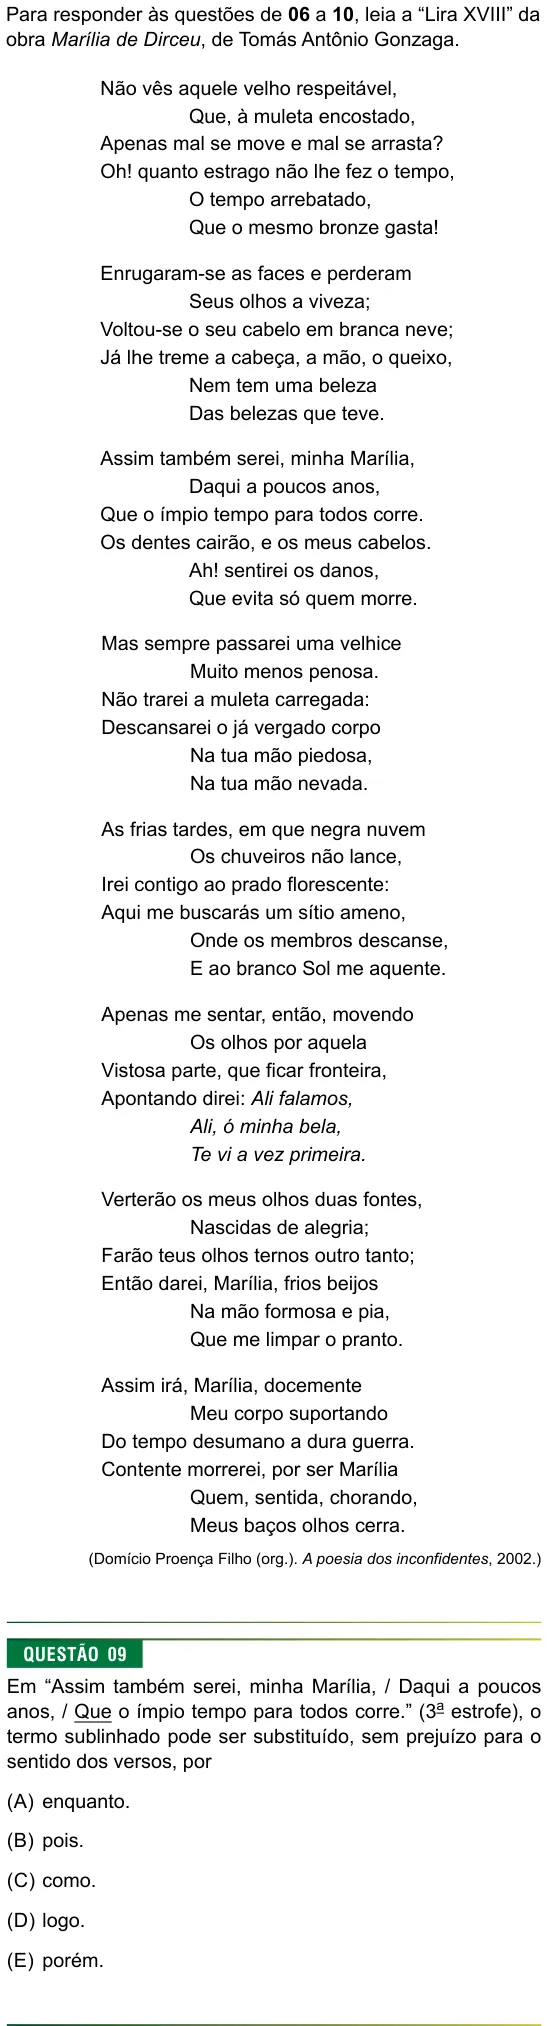 Para responder às questões de 06 a 10, leia a “Lira XVIII” da
obra Marília de Dirceu, de Tomás Antônio Gonzaga.
Não vês aquele velho respeitável,
Que, à muleta encostado,
Apenas mal se move e mal se arrasta?
Oh! quanto estrago não lhe fez o tempo,
O tempo arrebatado,
Que o mesmo bronze gasta!
Enrugaram-se as faces e perderam
Seus olhos a viveza;
Voltou-se o seu cabelo em branca neve;
Já lhe treme a cabeça, a mão, o queixo,
Nem tem uma beleza
Das belezas que teve.
Assim também serei, minha Marília,
Daqui a poucos anos,
Que o ímpio tempo para todos corre.
Os dentes cairão, e os meus cabelos.
Ah! sentirei os danos,
Que evita só quem morre.
Mas sempre passarei uma velhice
Muito menos penosa.
Não trarei a muleta carregada:
Descansarei o já vergado corpo
Na tua mão piedosa,
Na tua mão nevada.
As frias tardes, em que negra nuvem
Os chuveiros não lance,
Irei contigo ao prado florescente:
Aqui me buscarás um sítio ameno,
Onde os membros descanse,
E ao branco Sol me aquente.
Apenas me sentar, então, movendo
Os olhos por aquela
Vistosa parte, que ficar fronteira,
Apontando direi: Ali falamos,
Ali, ó minha bela,
Te vi a vez primeira.
Verterão os meus olhos duas fontes,
Nascidas de alegria;
Farão teus olhos ternos outro tanto;
Então darei, Marília, frios beijos
Na mão formosa e pia,
Que me limpar o pranto.
Assim irá, Marília, docemente
Meu corpo suportando
Do tempo desumano a dura guerra.
Contente morrerei, por ser Marília
Quem, sentida, chorando,
Meus baços olhos cerra.
(Domício Proença Filho (org.). A poesia dos inconfidentes, 2002.)
QUESTÃO 09
Em “Assim também serei, minha Marília, / Daqui a poucos
anos, / Que o ímpio tempo para todos corre.” (3ª estrofe), o
termo sublinhado pode ser substituído, sem prejuízo para o
sentido dos versos, por
(A) enquanto.
(B) pois.
(C) como.
(D) logo.
(E) porém.